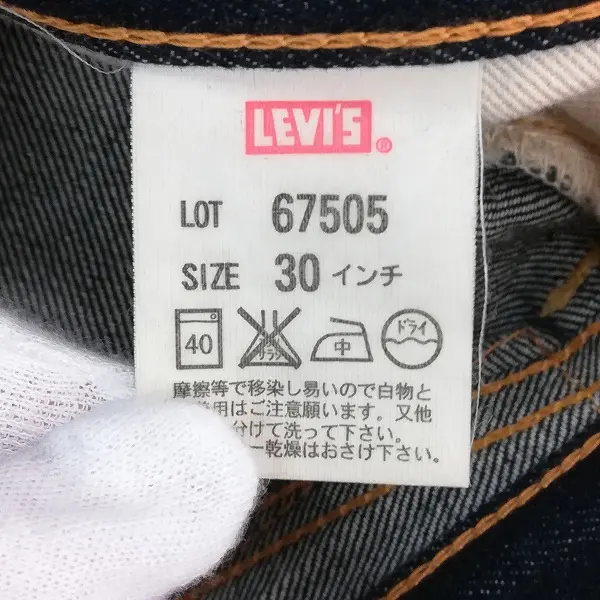 LEVI'S®
LOT 67505
SIZE 30 インチ
40 中 ドライ
摩擦等で移染し易いので白物と
用はご注意願います。又他
分けて洗って下さい。
ー乾燥はおさけ下さい。